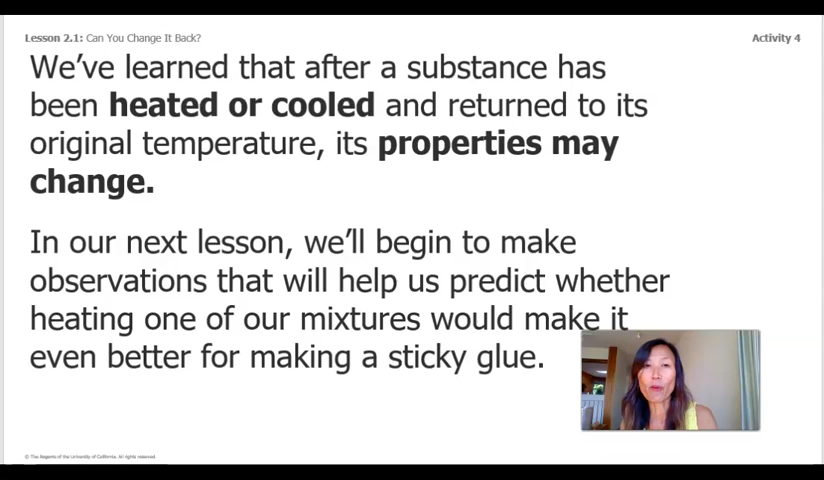 Lesson 2.1: Can You Change It Back?
Activity 4
We've learned that after a substance has
been heated or cooled and returned to its
original temperature, its properties may
change.
In our next lesson, we'll begin to make
observations that will help us predict whether
heating one of our mixtures would make it
even better for making a sticky glue.
© The Regents of the University of California. All rights reserved.